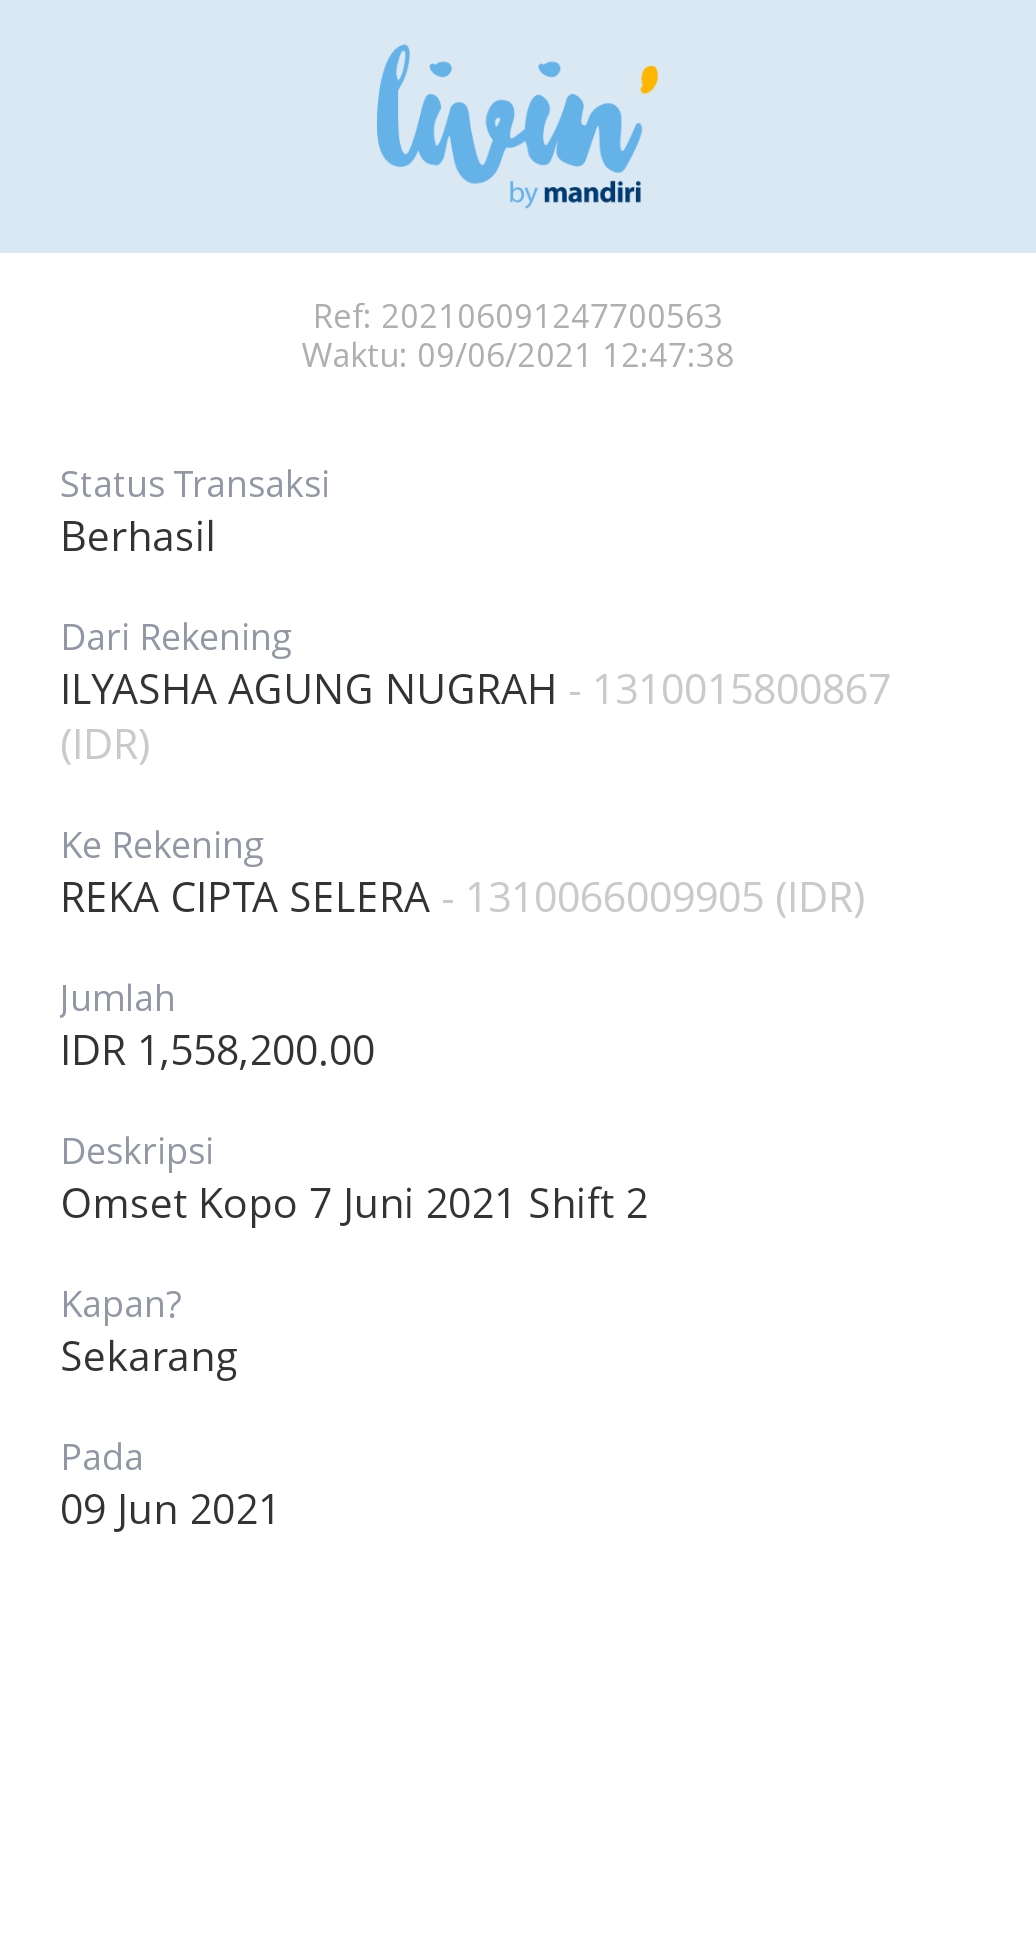 livin'
by mandiri
Ref: 202106091247700563
Waktu: 09/06/2021 12:47:38
Status Transaksi
Berhasil
Dari Rekening
ILYASHA AGUNG NUGRAH - 1310015800867
(IDR)
Ke Rekening
REKA CIPTA SELERA - 1310066009905 (IDR)
Jumlah
IDR 1,558,200.00
Deskripsi
Omset Kopo 7 Juni 2021 Shift 2
Kapan?
Sekarang
Pada
09 Jun 2021